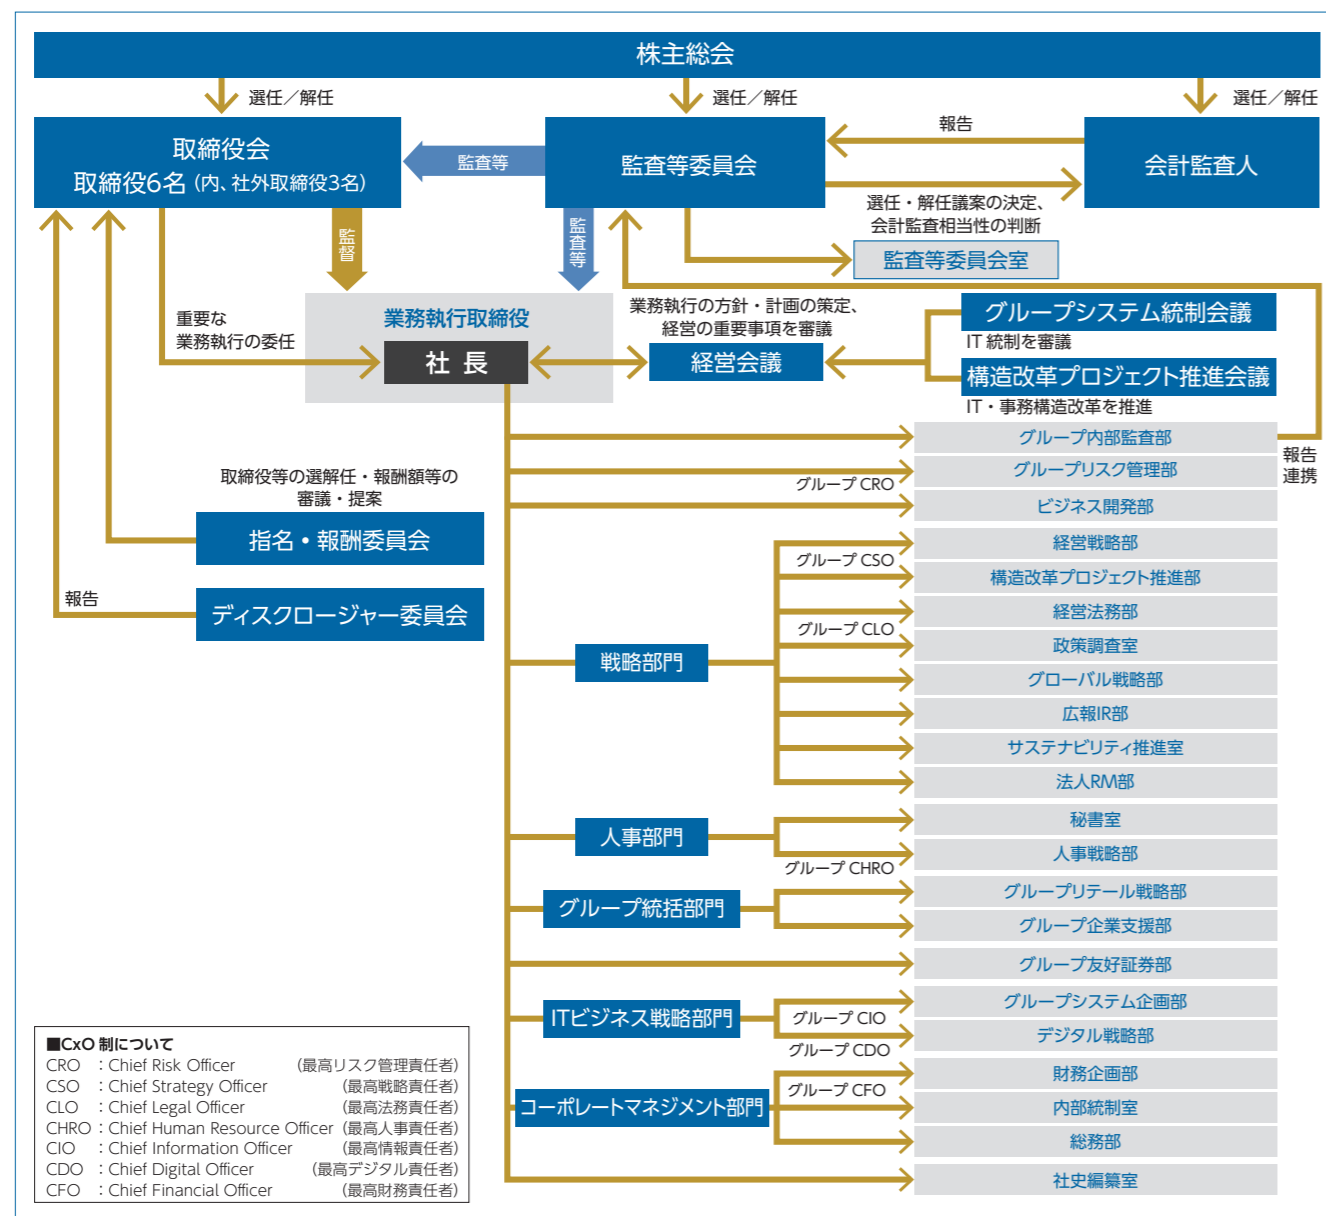 株主総会
選任／解任
選任／解任
選任／解任
取締役会
取締役6名（内、社外取締役3名）
監査等
監査等委員会
報告
会計監査人
選任・解任議案の決定、
会計監査相当性の判断
監督
監査等
監査等委員会室
重要な
業務執行の委任
業務執行取締役
社 長
業務執行の方針・計画の策定、
経営の重要事項を審議
経営会議
グループシステム統制会議
IT 統制を審議
構造改革プロジェクト推進会議
IT・事務構造改革を推進
グループ内部監査部
報告
連携
グループリスク管理部
グループ CRO
ビジネス開発部
取締役等の選解任・報酬額等の
審議・提案
指名・報酬委員会
報告
ディスクロージャー委員会
戦略部門
経営戦略部
グループ CSO
構造改革プロジェクト推進部
経営法務部
グループ CLO
政策調査室
グローバル戦略部
広報IR部
サステナビリティ推進室
法人RM部
人事部門
秘書室
人事戦略部
グループ CHRO
グループ統括部門
グループリテール戦略部
グループ企業支援部
グループ友好証券部
ITビジネス戦略部門
グループシステム企画部
グループ CIO
デジタル戦略部
グループ CDO
コーポレートマネジメント部門
財務企画部
グループ CFO
内部統制室
総務部
社史編纂室
■CxO 制について
CRO ：Chief Risk Officer （最高リスク管理責任者）
CSO ：Chief Strategy Officer （最高戦略責任者）
CLO ：Chief Legal Officer （最高法務責任者）
CHRO：Chief Human Resource Officer（最高人事責任者）
CIO ：Chief Information Officer （最高情報責任者）
CDO ：Chief Digital Officer （最高デジタル責任者）
CFO ：Chief Financial Officer （最高財務責任者）